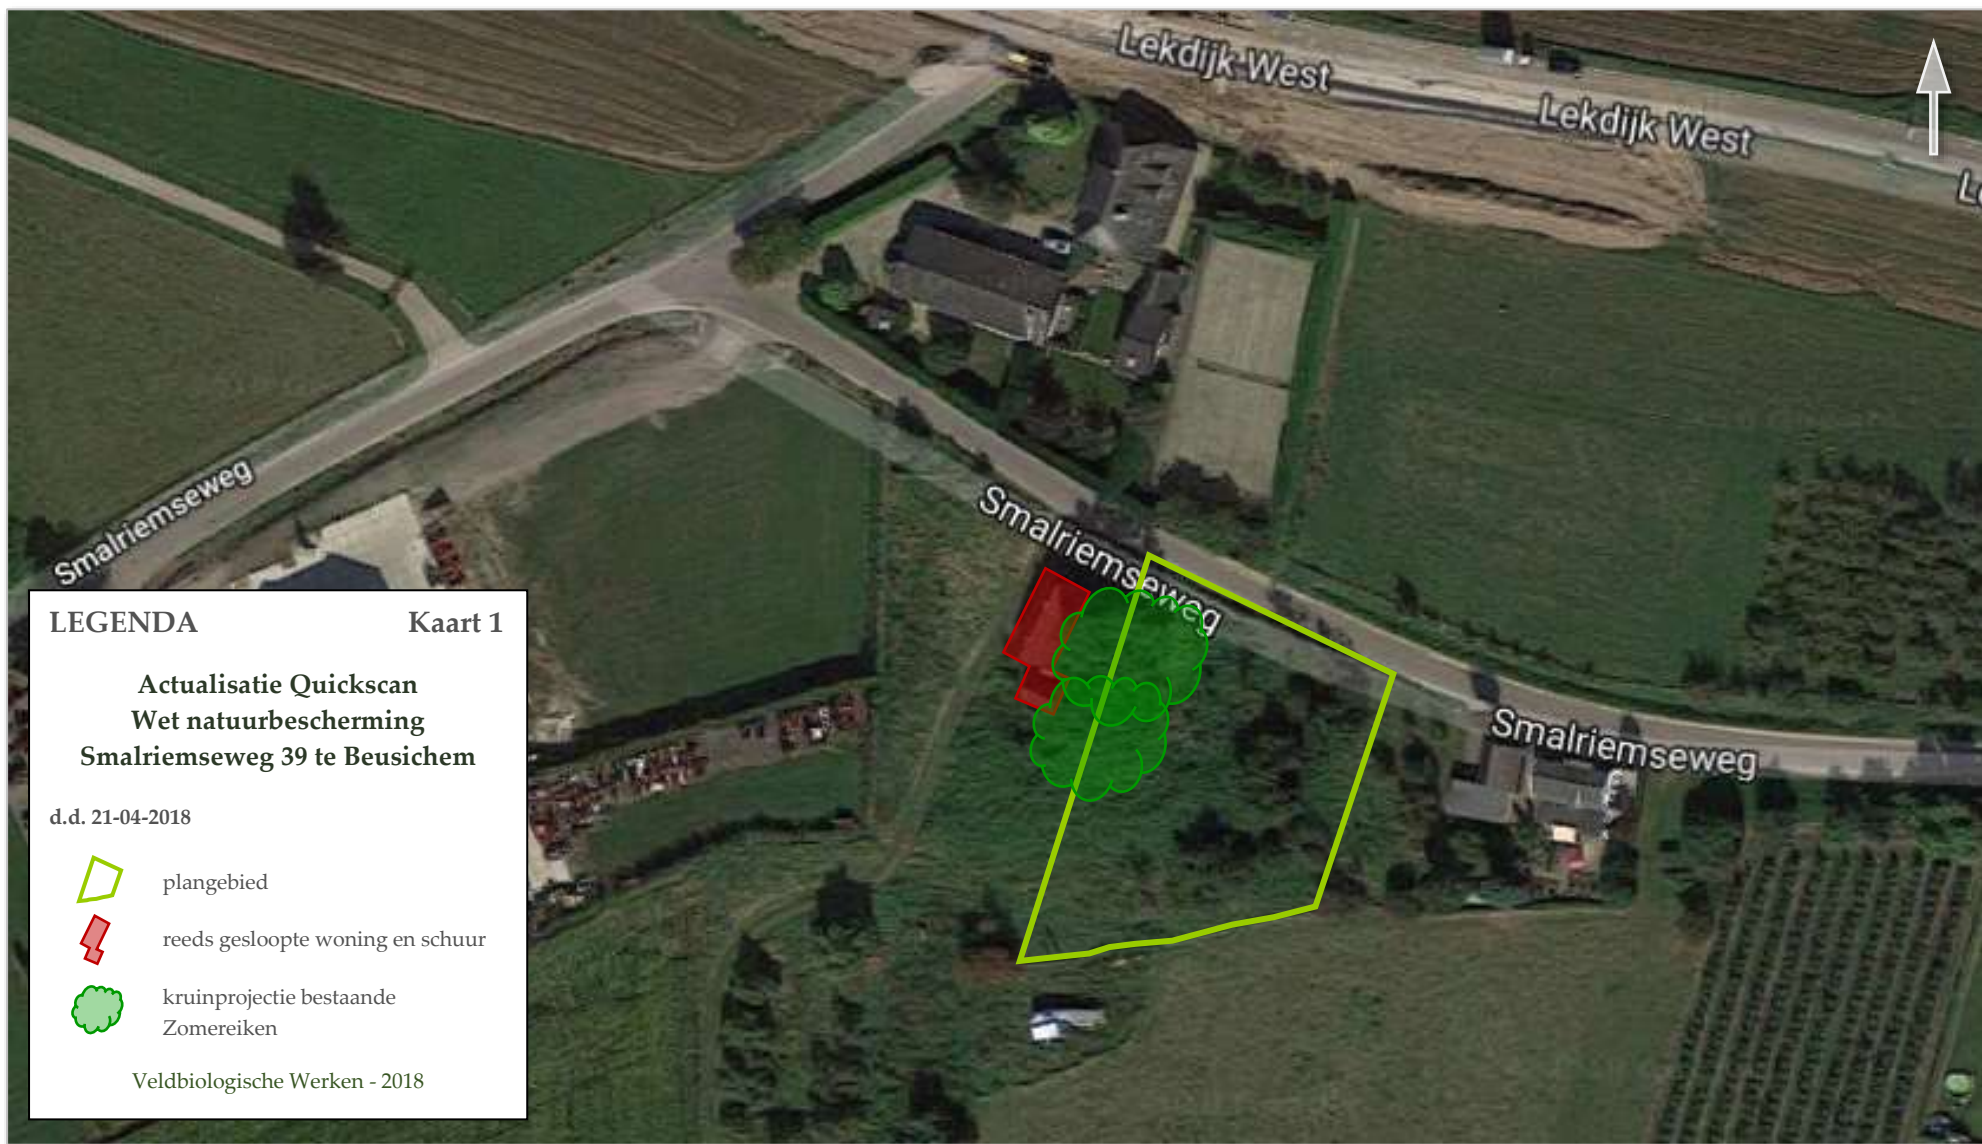 Lekdijk West
Lekdijk West
Le
Smalriemseweg
Smalriemseweg
Smalriemseweg
LEGENDA Kaart 1
Actualisatie Quickscan
Wet natuurbescherming
Smalriemseweg 39 te Beusichem
d.d. 21-04-2018
plangebied
reeds gesloopte woning en schuur
kruinprojectie bestaande
Zomereiken
Veldbiologische Werken - 2018